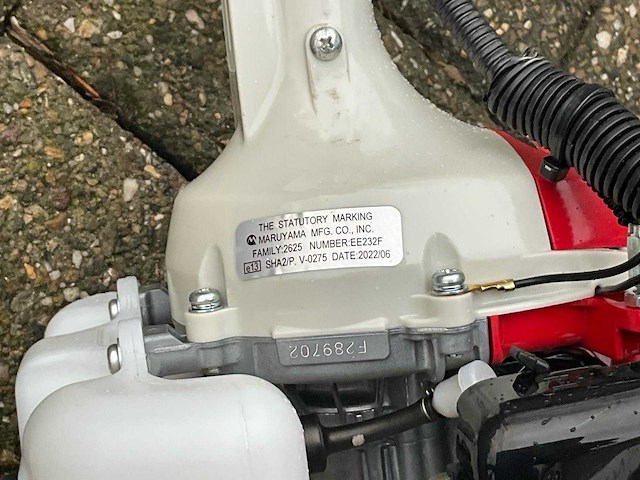 THE STATUTORY MARKING
MARUYAMA MFG. CO., INC.
FAMILY:2625 NUMBER:EE232F
e13 SHA2/P, V-0275 DATE:2022/06
F289702